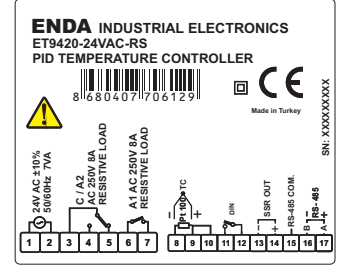 ENDA INDUSTRIAL ELECTRONICS
ET9420-24VAC-RS
PID TEMPERATURE CONTROLLER
8 680407 706129
CE
Made in Turkey
SN: XXXXXXXXX
24V AC ±10%
50/60Hz 7VA
C / A2
AC 250V 8A
RESISTIVE LOAD
A1 AC 250V 8A
RESISTIVE LOAD
Pt 100
TC
DIN
SSR OUT
RS-485 COM.
RS-485
− + − + B − A +
1 2 3 4 5 6 7 8 9 10 11 12 13 14 15 16 17